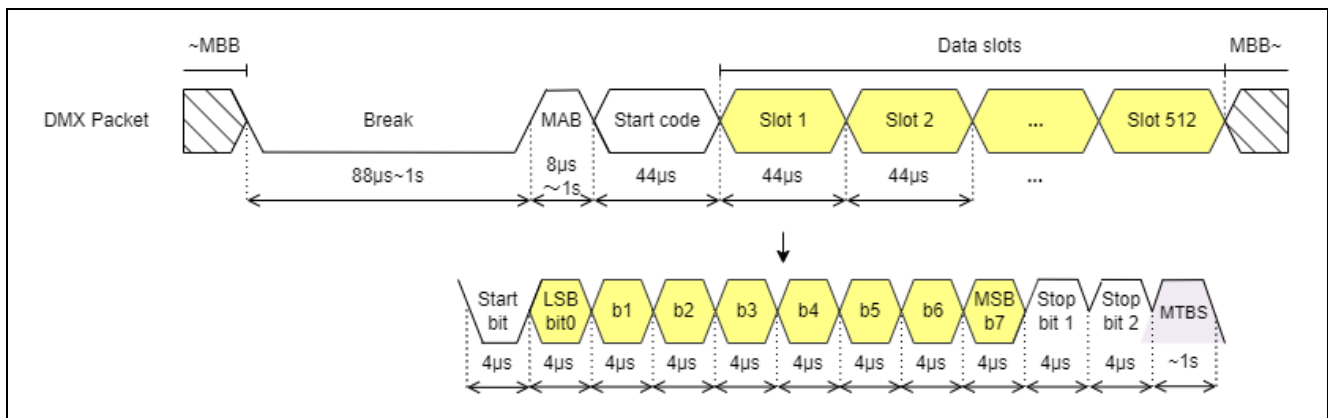 ~MBB
Data slots
MBB~
DMX Packet
Break
MAB
Start code
Slot 1
Slot 2
...
Slot 512
88µs~1s
8µs
~1s
44µs
44µs
44µs
...
Start
bit
LSB
bit0
b1
b2
b3
b4
b5
b6
MSB
b7
Stop
bit 1
Stop
bit 2
MTBS
4µs
4µs
4µs
4µs
4µs
4µs
4µs
4µs
4µs
4µs
4µs
~1s